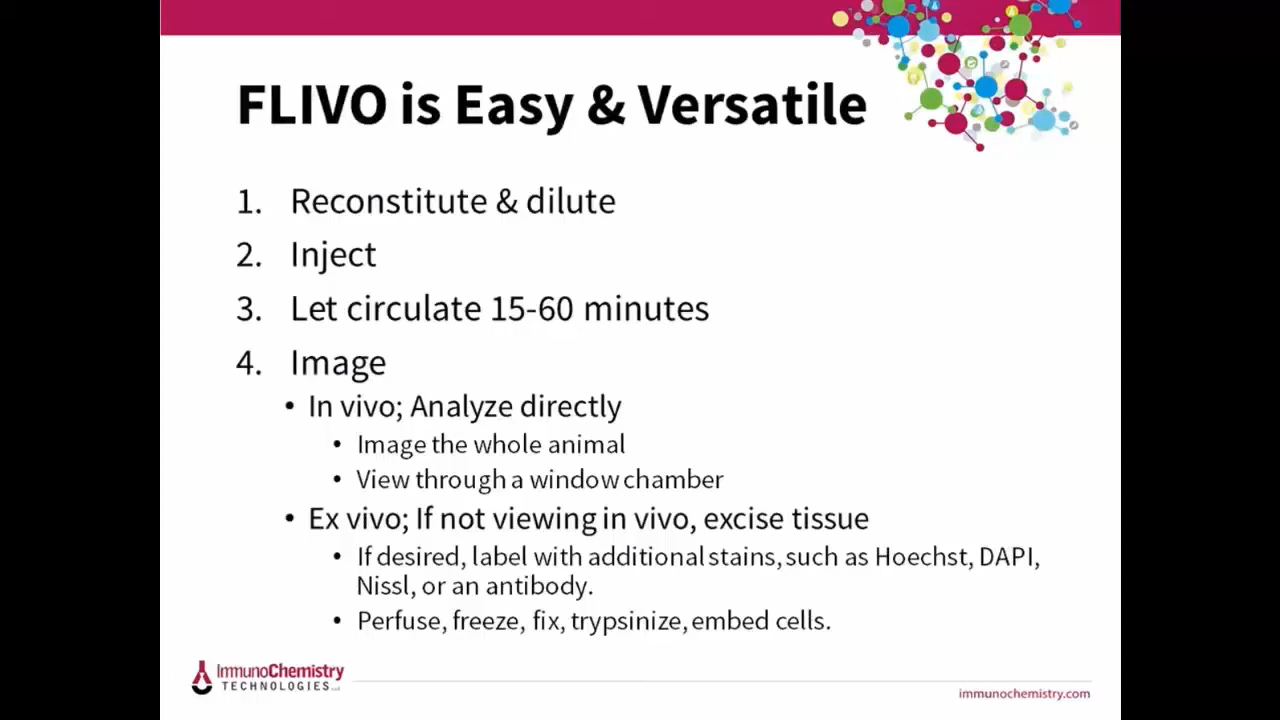 FLIVO is Easy & Versatile
1. Reconstitute & dilute
2. Inject
3. Let circulate 15-60 minutes
4. Image
• In vivo; Analyze directly
• Image the whole animal
• View through a window chamber
• Ex vivo; If not viewing in vivo, excise tissue
• If desired, label with additional stains, such as Hoechst, DAPI,
Nissl, or an antibody.
• Perfuse, freeze, fix, trypsinize, embed cells.
ImmunoChemistry
TECHNOLOGIES LLC
immunochemistry.com